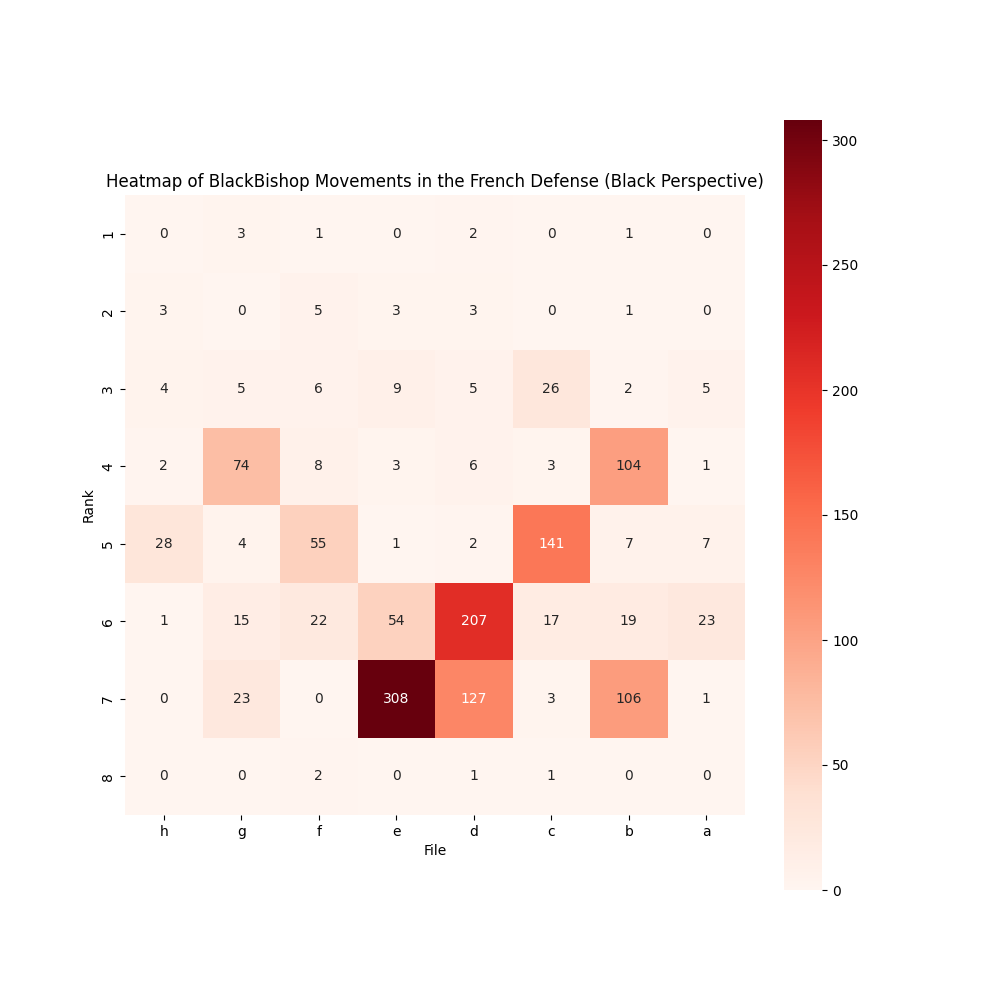 Heatmap of BlackBishop Movements in the French Defense (Black Perspective)
1 0 3 1 0 2 0 1 0
2 3 0 5 3 3 0 1 0
3 4 5 6 9 5 26 2 5
4 2 74 8 3 6 3 104 1
5 28 4 55 1 2 141 7 7
6 1 15 22 54 207 17 19 23
7 0 23 0 308 127 3 106 1
8 0 0 2 0 1 1 0 0
h g f e d c b a
Rank
File
300
250
200
150
100
50
0